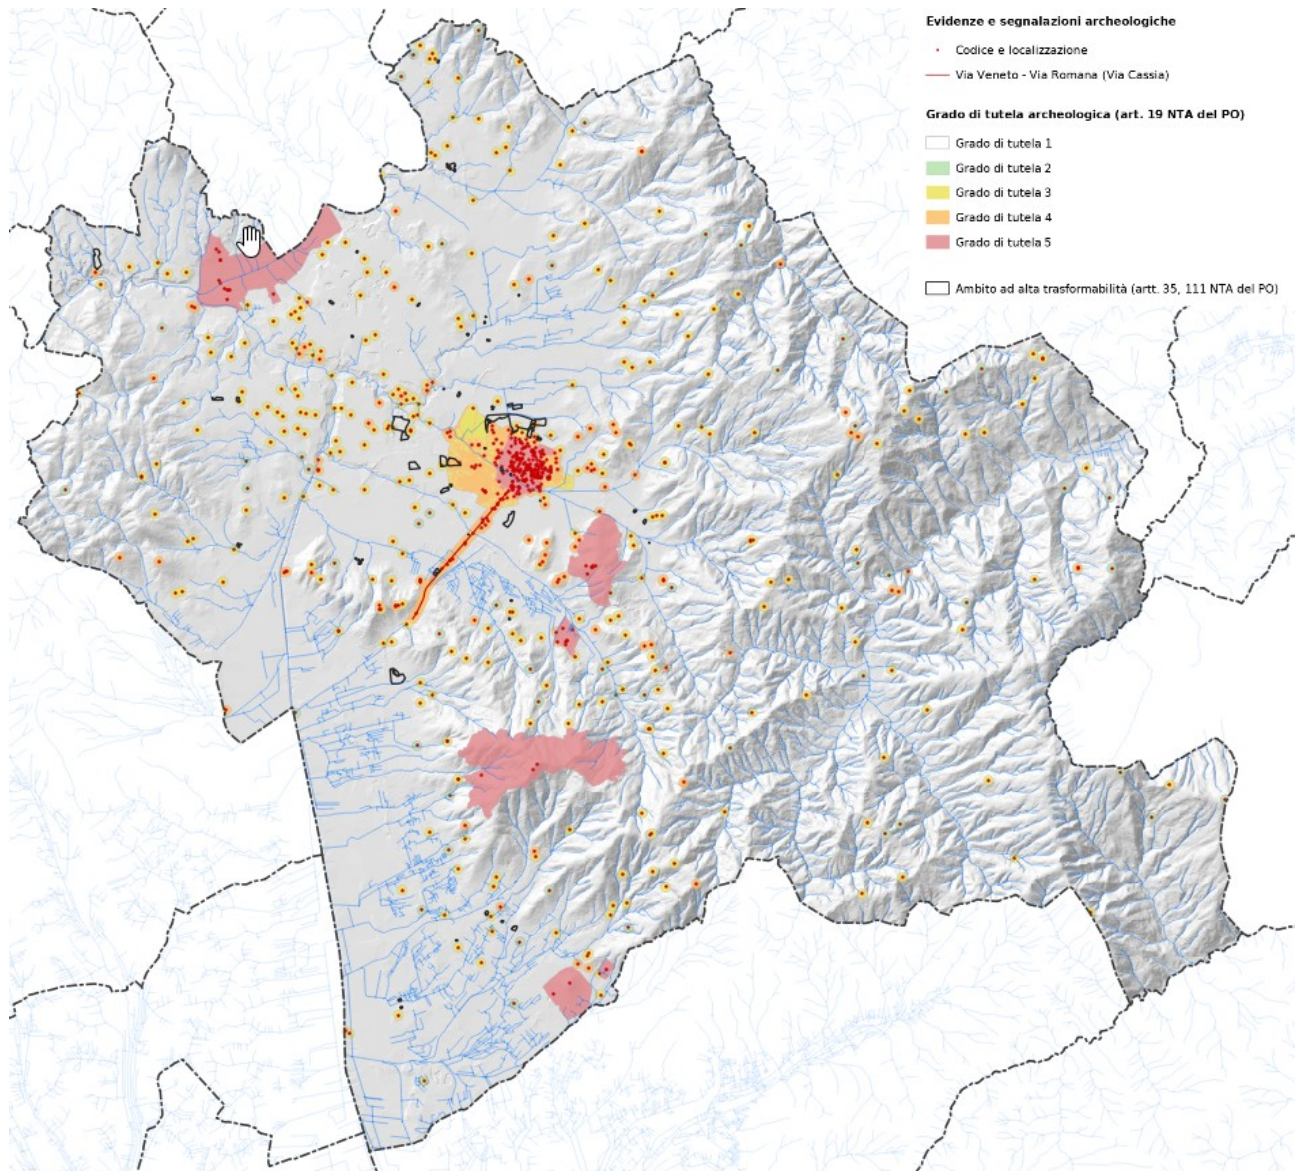 Evidenze e segnalazioni archeologiche
Codice e localizzazione
Via Veneto - Via Romana (Via Cassia)
Grado di tutela archeologica (art. 19 NTA del PO)
Grado di tutela 1
Grado di tutela 2
Grado di tutela 3
Grado di tutela 4
Grado di tutela 5
Ambito ad alta trasformabilità (artt. 35, 111 NTA del PO)